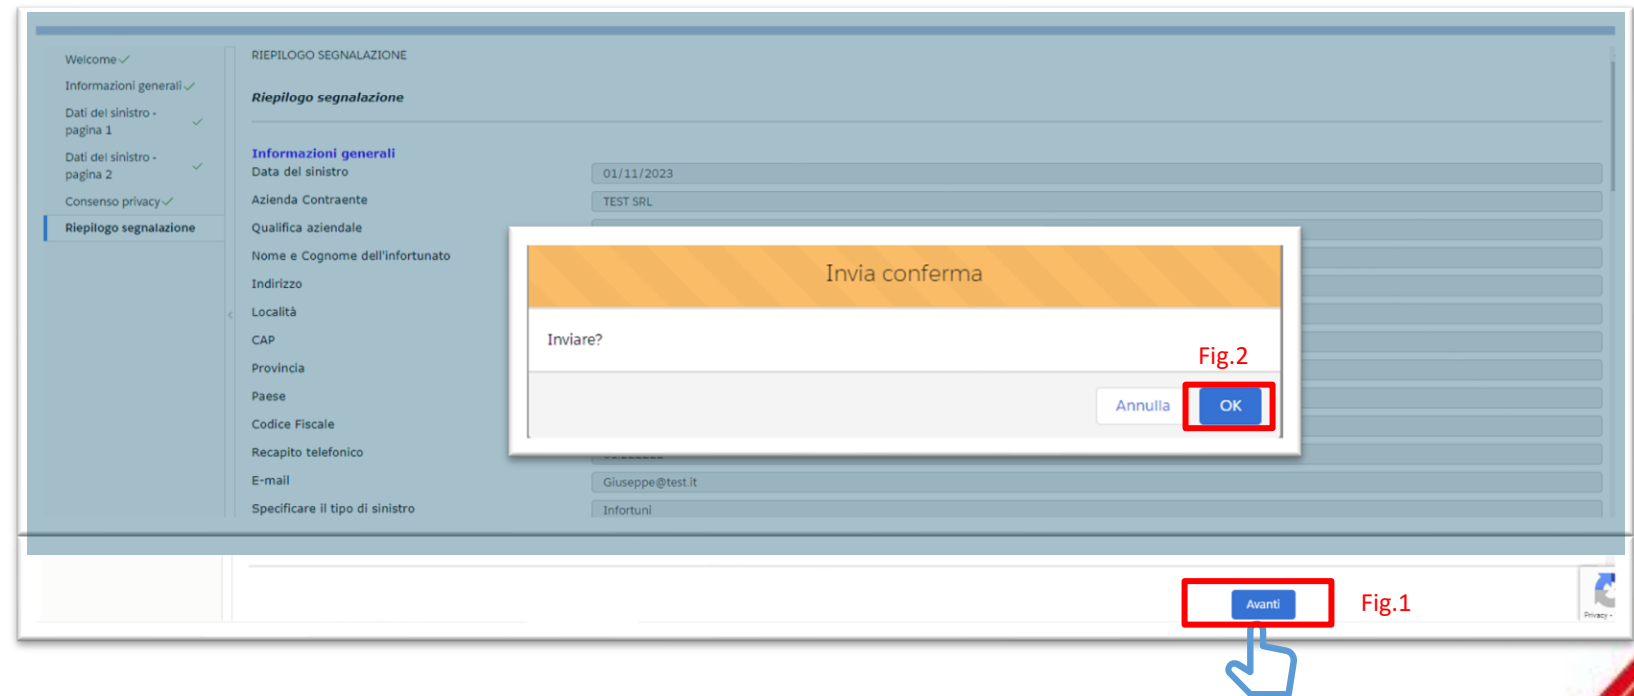 Welcome
Informazioni generali
Dati del sinistro -
pagina 1
Dati del sinistro -
pagina 2
Consenso privacy
Riepilogo segnalazione
RIEPILOGO SEGNALAZIONE
Riepilogo segnalazione
Informazioni generali
Data del sinistro
01/11/2023
Azienda Contraente
TEST SRL
Qualifica aziendale
Nome e Cognome dell'infortunato
Indirizzo
Località
CAP
Provincia
Paese
Codice Fiscale
Recapito telefonico
E-mail
Giuseppe@test.it
Specificare il tipo di sinistro
Infortuni
Invia conferma
Inviare?
Fig.2
Annulla
OK
Avanti
Fig.1
Privacy -